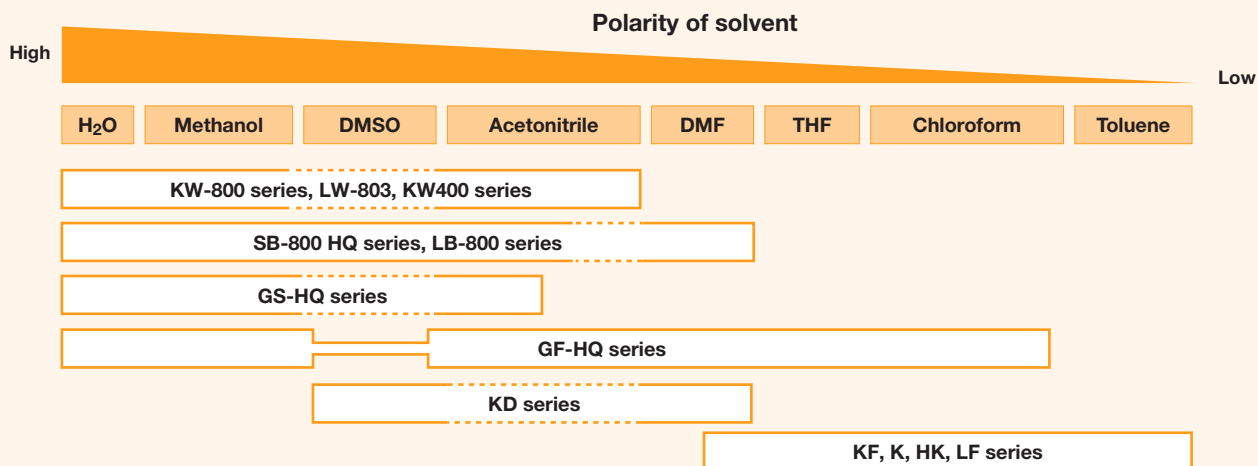 Polarity of solvent
High
Low
H₂O Methanol DMSO Acetonitrile DMF THF Chloroform Toluene
KW-800 series, LW-803, KW400 series
SB-800 HQ series, LB-800 series
GS-HQ series
GF-HQ series
KD series
KF, K, HK, LF series